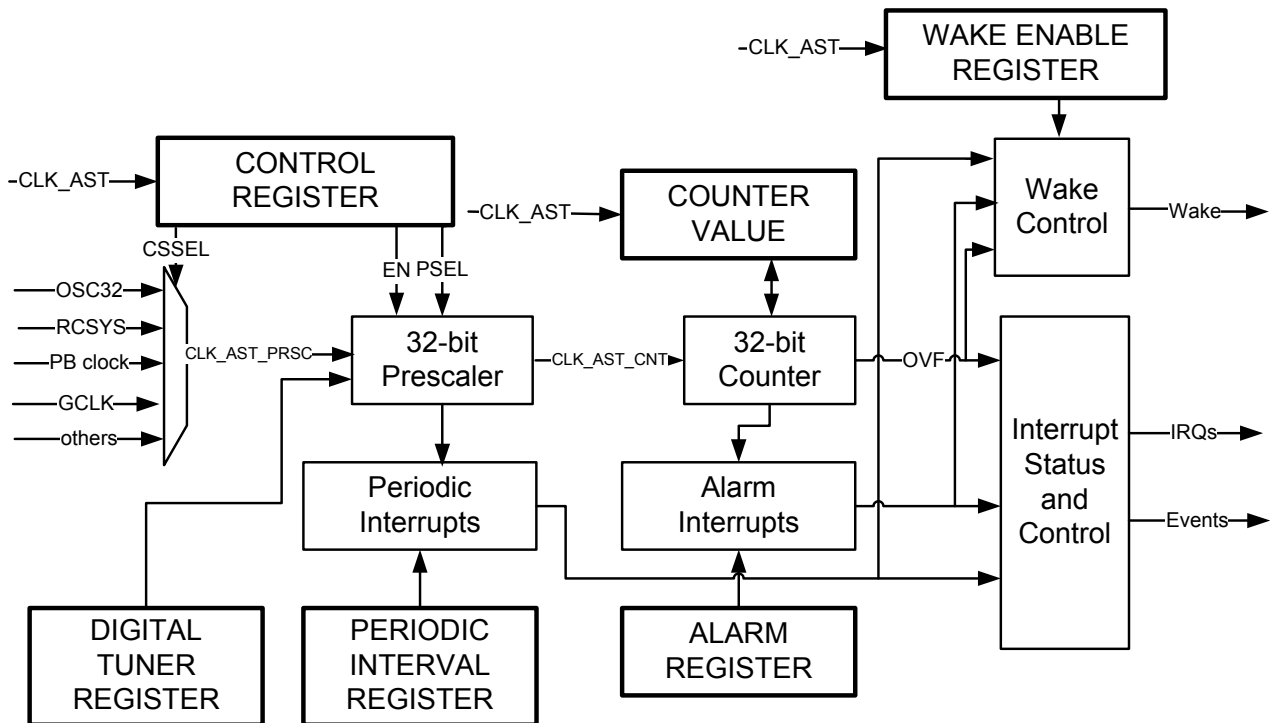 CLK_AST
WAKE ENABLE
REGISTER
CLK_AST
CONTROL
REGISTER
CLK_AST
COUNTER
VALUE
Wake
Control
Wake
CSSEL
EN
PSEL
OSC32
RCSYS
PB clock
GCLK
others
CLK_AST_PRSC
32-bit
Prescaler
CLK_AST_CNT
32-bit
Counter
OVF
Interrupt
Status
and
Control
IRQs
Events
Periodic
Interrupts
Alarm
Interrupts
DIGITAL
TUNER
REGISTER
PERIODIC
INTERVAL
REGISTER
ALARM
REGISTER